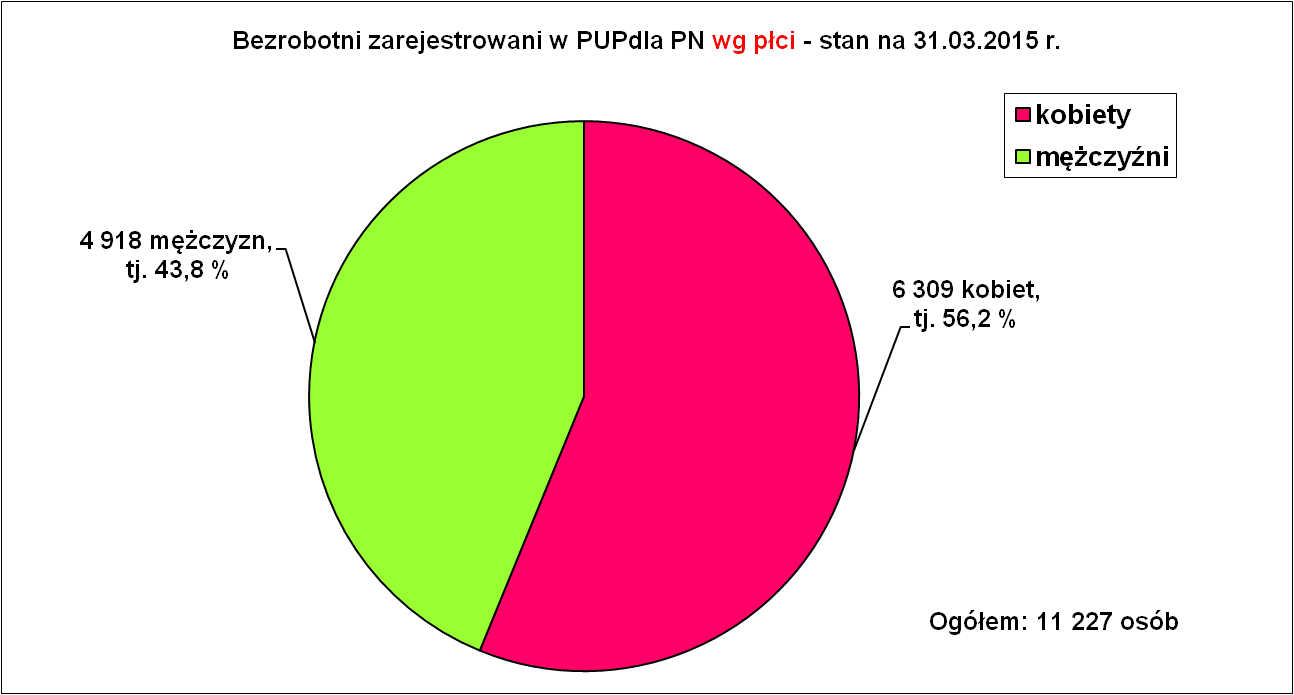 Bezrobotni zarejestrowani w PUPdla PN wg płci - stan na 31.03.2015 r.
kobiety
mężczyźni
4 918 mężczyzn,
tj. 43,8 %
6 309 kobiet,
tj. 56,2 %
Ogółem: 11 227 osób